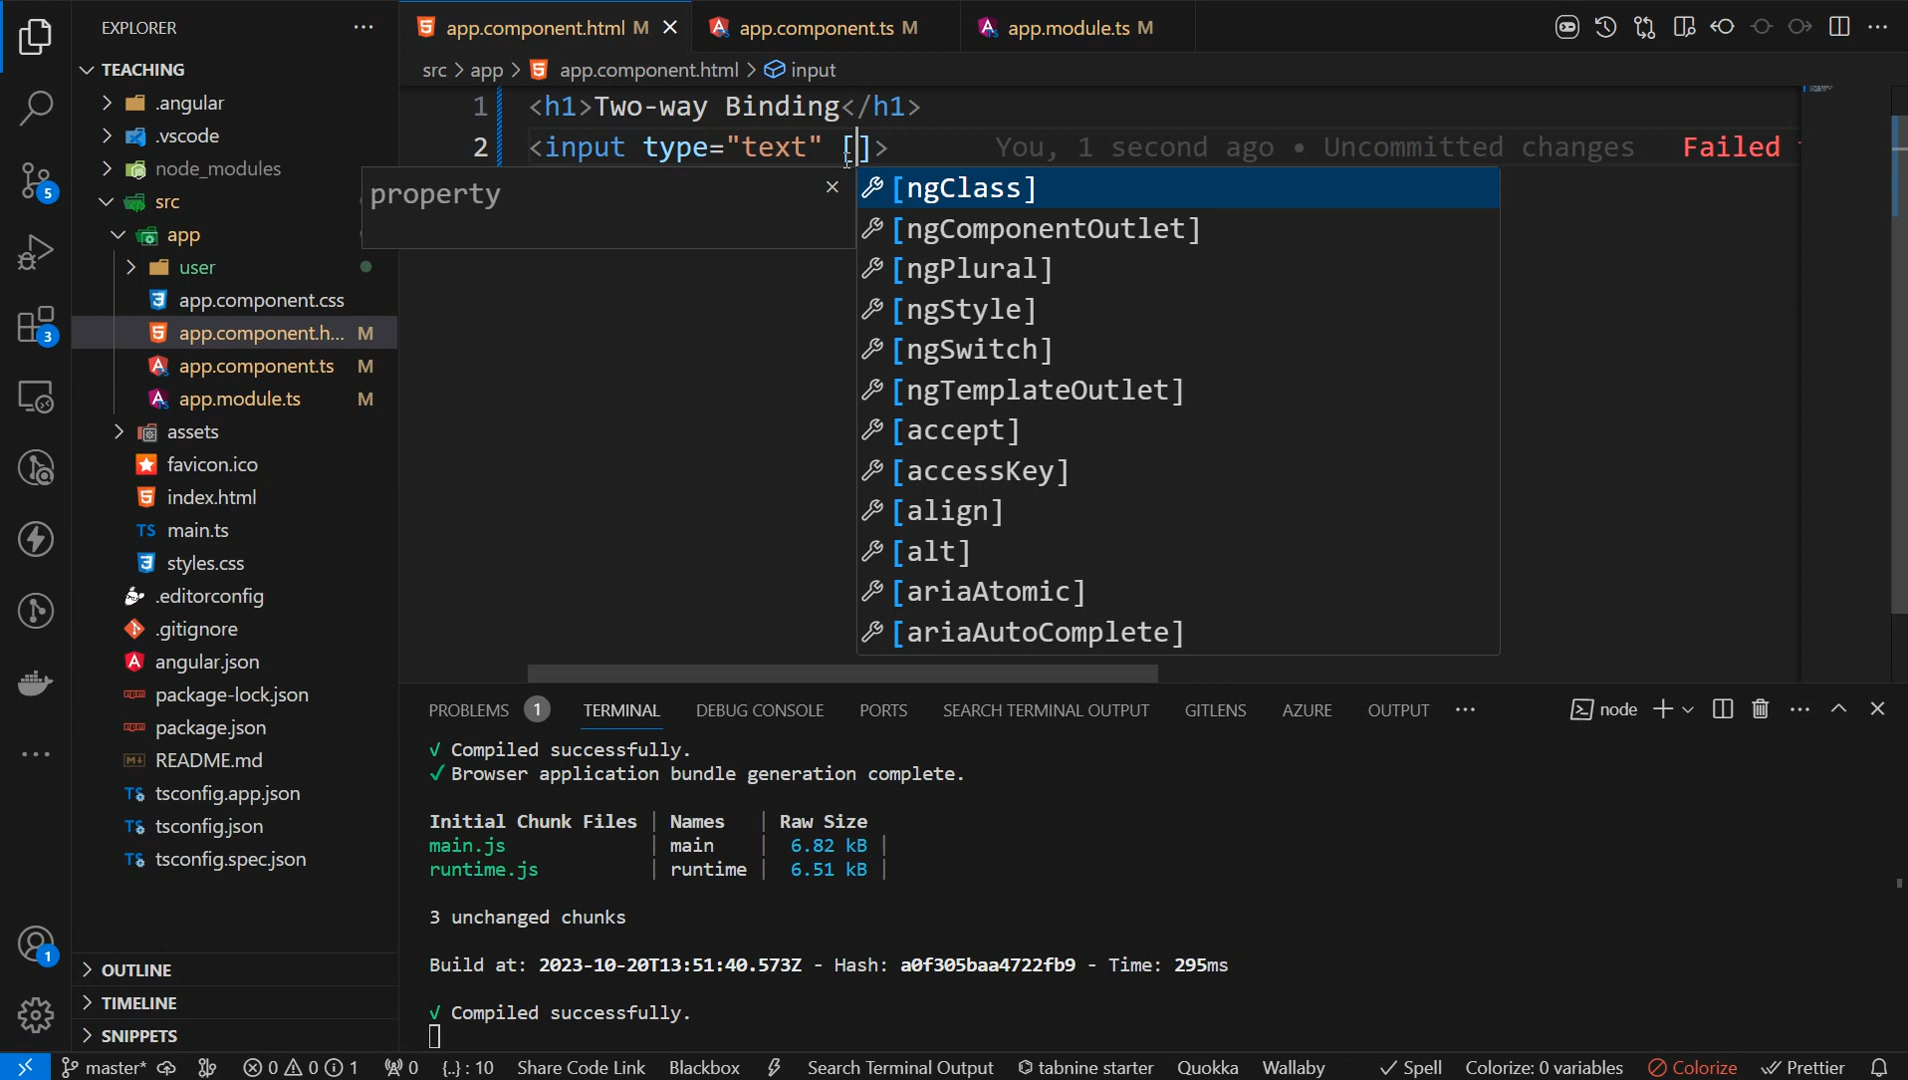 EXPLORER
TEACHING
.angular
.vscode
node_modules
src
app
user
app.component.css
app.component.h... M
app.component.ts M
app.module.ts M
assets
favicon.ico
index.html
TS main.ts
styles.css
.editorconfig
.gitignore
angular.json
package-lock.json
package.json
README.md
tsconfig.app.json
tsconfig.json
tsconfig.spec.json
OUTLINE
TIMELINE
SNIPPETS
5
3
1
app.component.html M
app.component.ts M
app.module.ts M
src > app > app.component.html > input
1 <h1>Two-way Binding</h1>
2 <input type="text" []> You, 1 second ago • Uncommitted changes Failed
property
[ngClass]
[ngComponentOutlet]
[ngPlural]
[ngStyle]
[ngSwitch]
[ngTemplateOutlet]
[accept]
[accessKey]
[align]
[alt]
[ariaAtomic]
[ariaAutoComplete]
PROBLEMS 1 TERMINAL DEBUG CONSOLE PORTS SEARCH TERMINAL OUTPUT GITLENS AZURE OUTPUT node
√ Compiled successfully.
✓ Browser application bundle generation complete.
Initial Chunk Files | Names | Raw Size
main.js | main | 6.82 kB |
runtime.js | runtime | 6.51 kB |
3 unchanged chunks
Build at: 2023-10-20T13:51:40.573Z - Hash: a0f305baa4722fb9 - Time: 295ms
√ Compiled successfully.
master* 0 0 1 0 {..} : 10 Share Code Link Blackbox Search Terminal Output tabnine starter Quokka Wallaby Spell Colorize: 0 variables Colorize Prettier